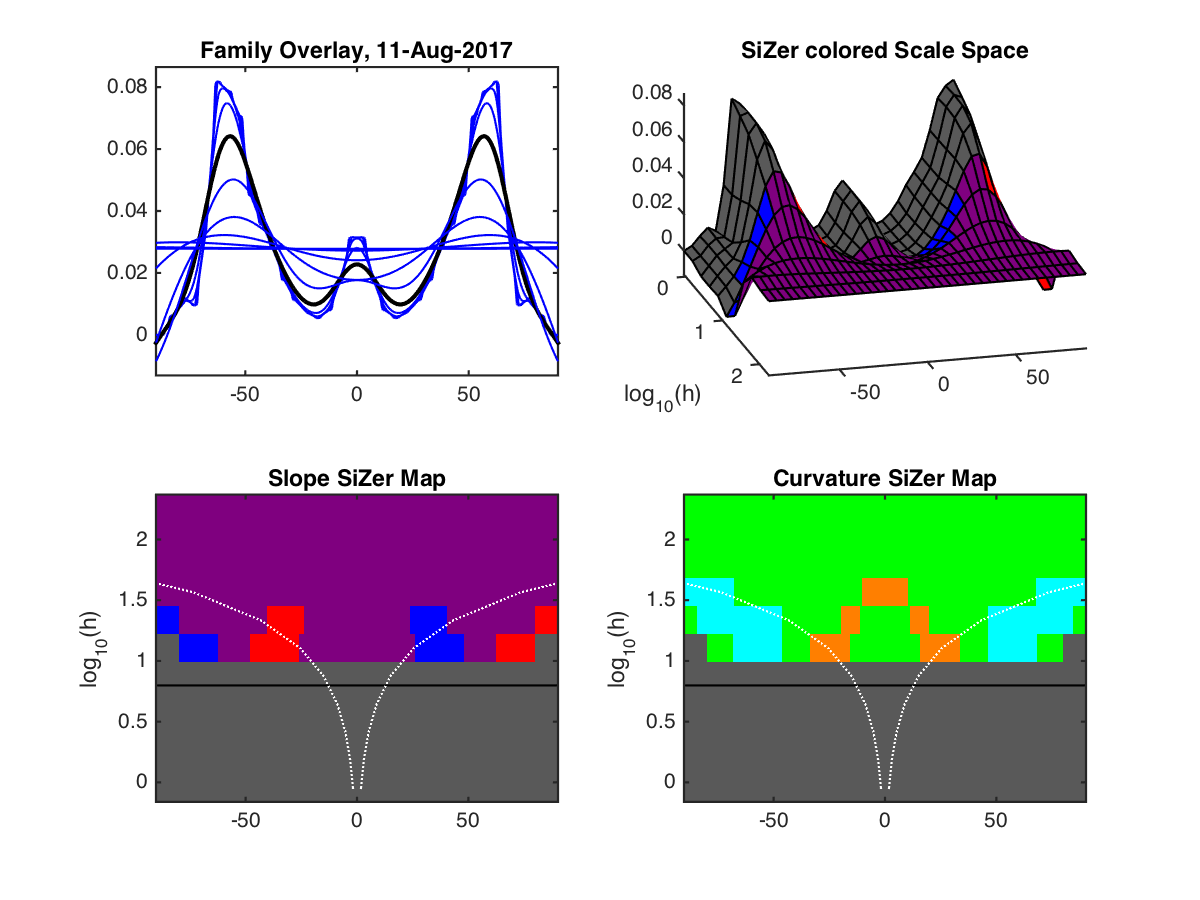 Family Overlay, 11-Aug-2017
0.08
0.06
0.04
0.02
0
-50 0 50
SiZer colored Scale Space
0.08
0.06
0.04
0.02
0
0
1
2
log10(h)
-50 0 50
Slope SiZer Map
2
1.5
1
0.5
0
log10(h)
-50 0 50
Curvature SiZer Map
2
1.5
1
0.5
0
log10(h)
-50 0 50